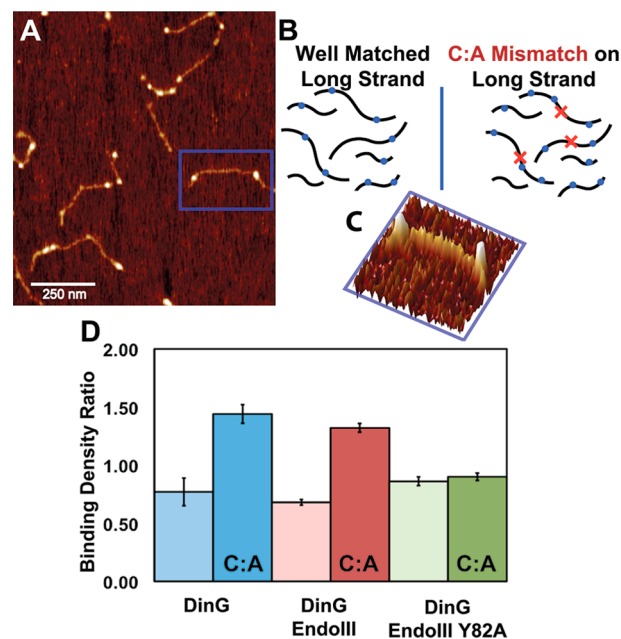 A
250 nm
B
Well Matched
Long Strand
C:A Mismatch on
Long Strand
C
D
Binding Density Ratio
2.00
1.50
1.00
0.50
0.00
C:A
C:A
C:A
DinG
DinG
EndoIII
DinG
EndoIII Y82A